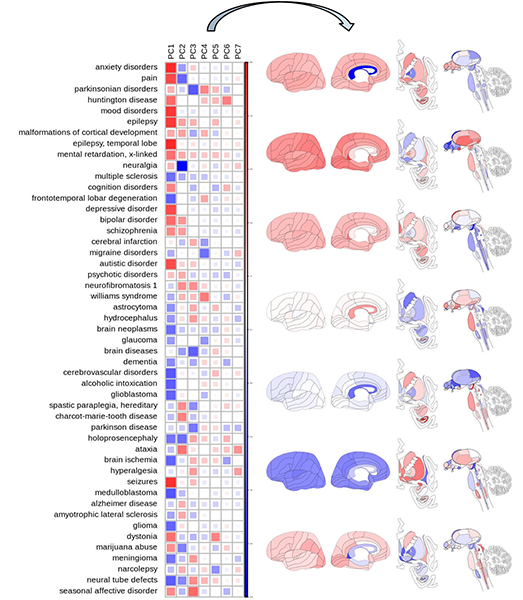 PC1 PC2 PC3 PC4 PC5 PC6 PC7
anxiety disorders
pain
parkinsonian disorders
huntington disease
mood disorders
epilepsy
malformations of cortical development
epilepsy, temporal lobe
mental retardation, x-linked
neuralgia
multiple sclerosis
cognition disorders
frontotemporal lobar degeneration
depressive disorder
bipolar disorder
schizophrenia
cerebral infarction
migraine disorders
autistic disorder
psychotic disorders
neurofibromatosis 1
williams syndrome
astrocytoma
hydrocephalus
brain neoplasms
glaucoma
brain diseases
dementia
cerebrovascular disorders
alcoholic intoxication
glioblastoma
spastic paraplegia, hereditary
charcot-marie-tooth disease
parkinson disease
holoprosencephaly
ataxia
brain ischemia
hyperalgesia
seizures
medulloblastoma
alzheimer disease
amyotrophic lateral sclerosis
glioma
dystonia
marijuana abuse
meningioma
narcolepsy
neural tube defects
seasonal affective disorder